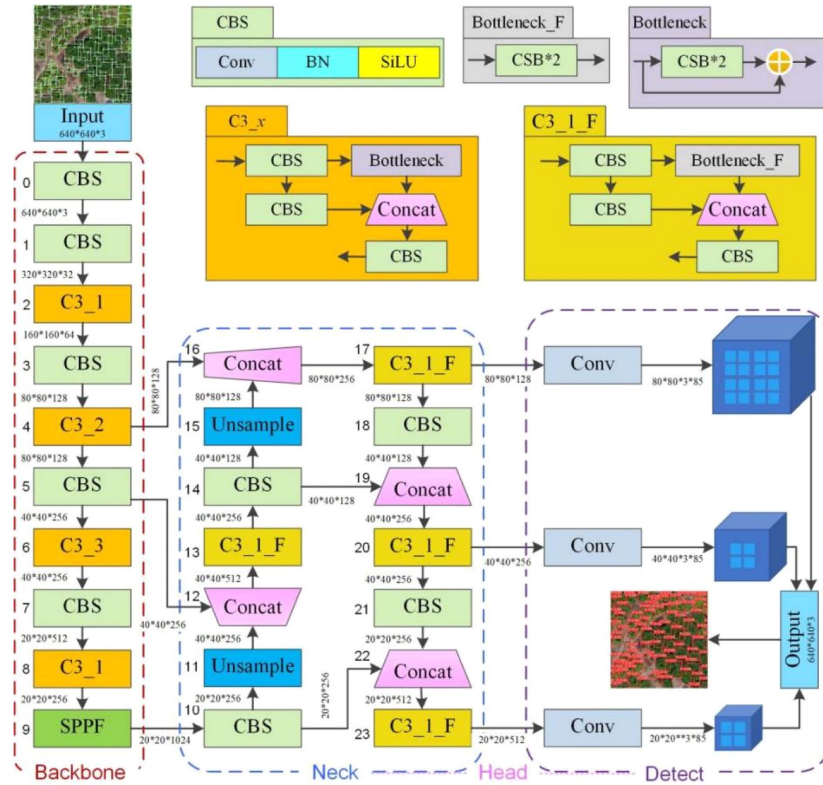 CBS
Conv
BN
SiLU
Bottleneck_F
CSB*2
Bottleneck
CSB*2
Input
640*640*3
C3_x
CBS
Bottleneck
CBS
Concat
CBS
C3_1_F
CBS
Bottleneck_F
CBS
Concat
CBS
0
CBS
640*640*3
1
CBS
320*320*32
2
C3_1
160*160*64
3
CBS
80*80*128
4
C3_2
80*80*128
80*80*128
5
CBS
40*40*256
6
C3_3
40*40*256
40*40*256
7
CBS
20*20*512
8
C3_1
20*20*256
9
SPPF
20*20*1024
Backbone
16
Concat
80*80*256
80*80*128
15
Unsample
40*40*128
14
CBS
40*40*128
40*40*256
13
C3_1_F
40*40*512
12
Concat
40*40*256
11
Unsample
20*20*256
10
CBS
20*20*256
17
C3_1_F
80*80*128
80*80*128
18
CBS
40*40*128
19
Concat
40*40*256
20
C3_1_F
40*40*256
40*40*256
21
CBS
20*20*256
22
Concat
20*20*512
23
C3_1_F
20*20*512
Neck
Head
Conv
80*80*3*85
Conv
40*40*3*85
Conv
20*20**3*85
Output
640*640*3
Detect